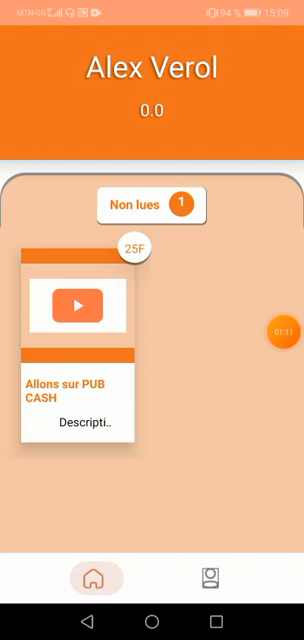 MTN-CG 94 % 15:09
Alex Verol
0.0
Non lues 1
25F
01:11
Allons sur PUB
CASH
Descripti..